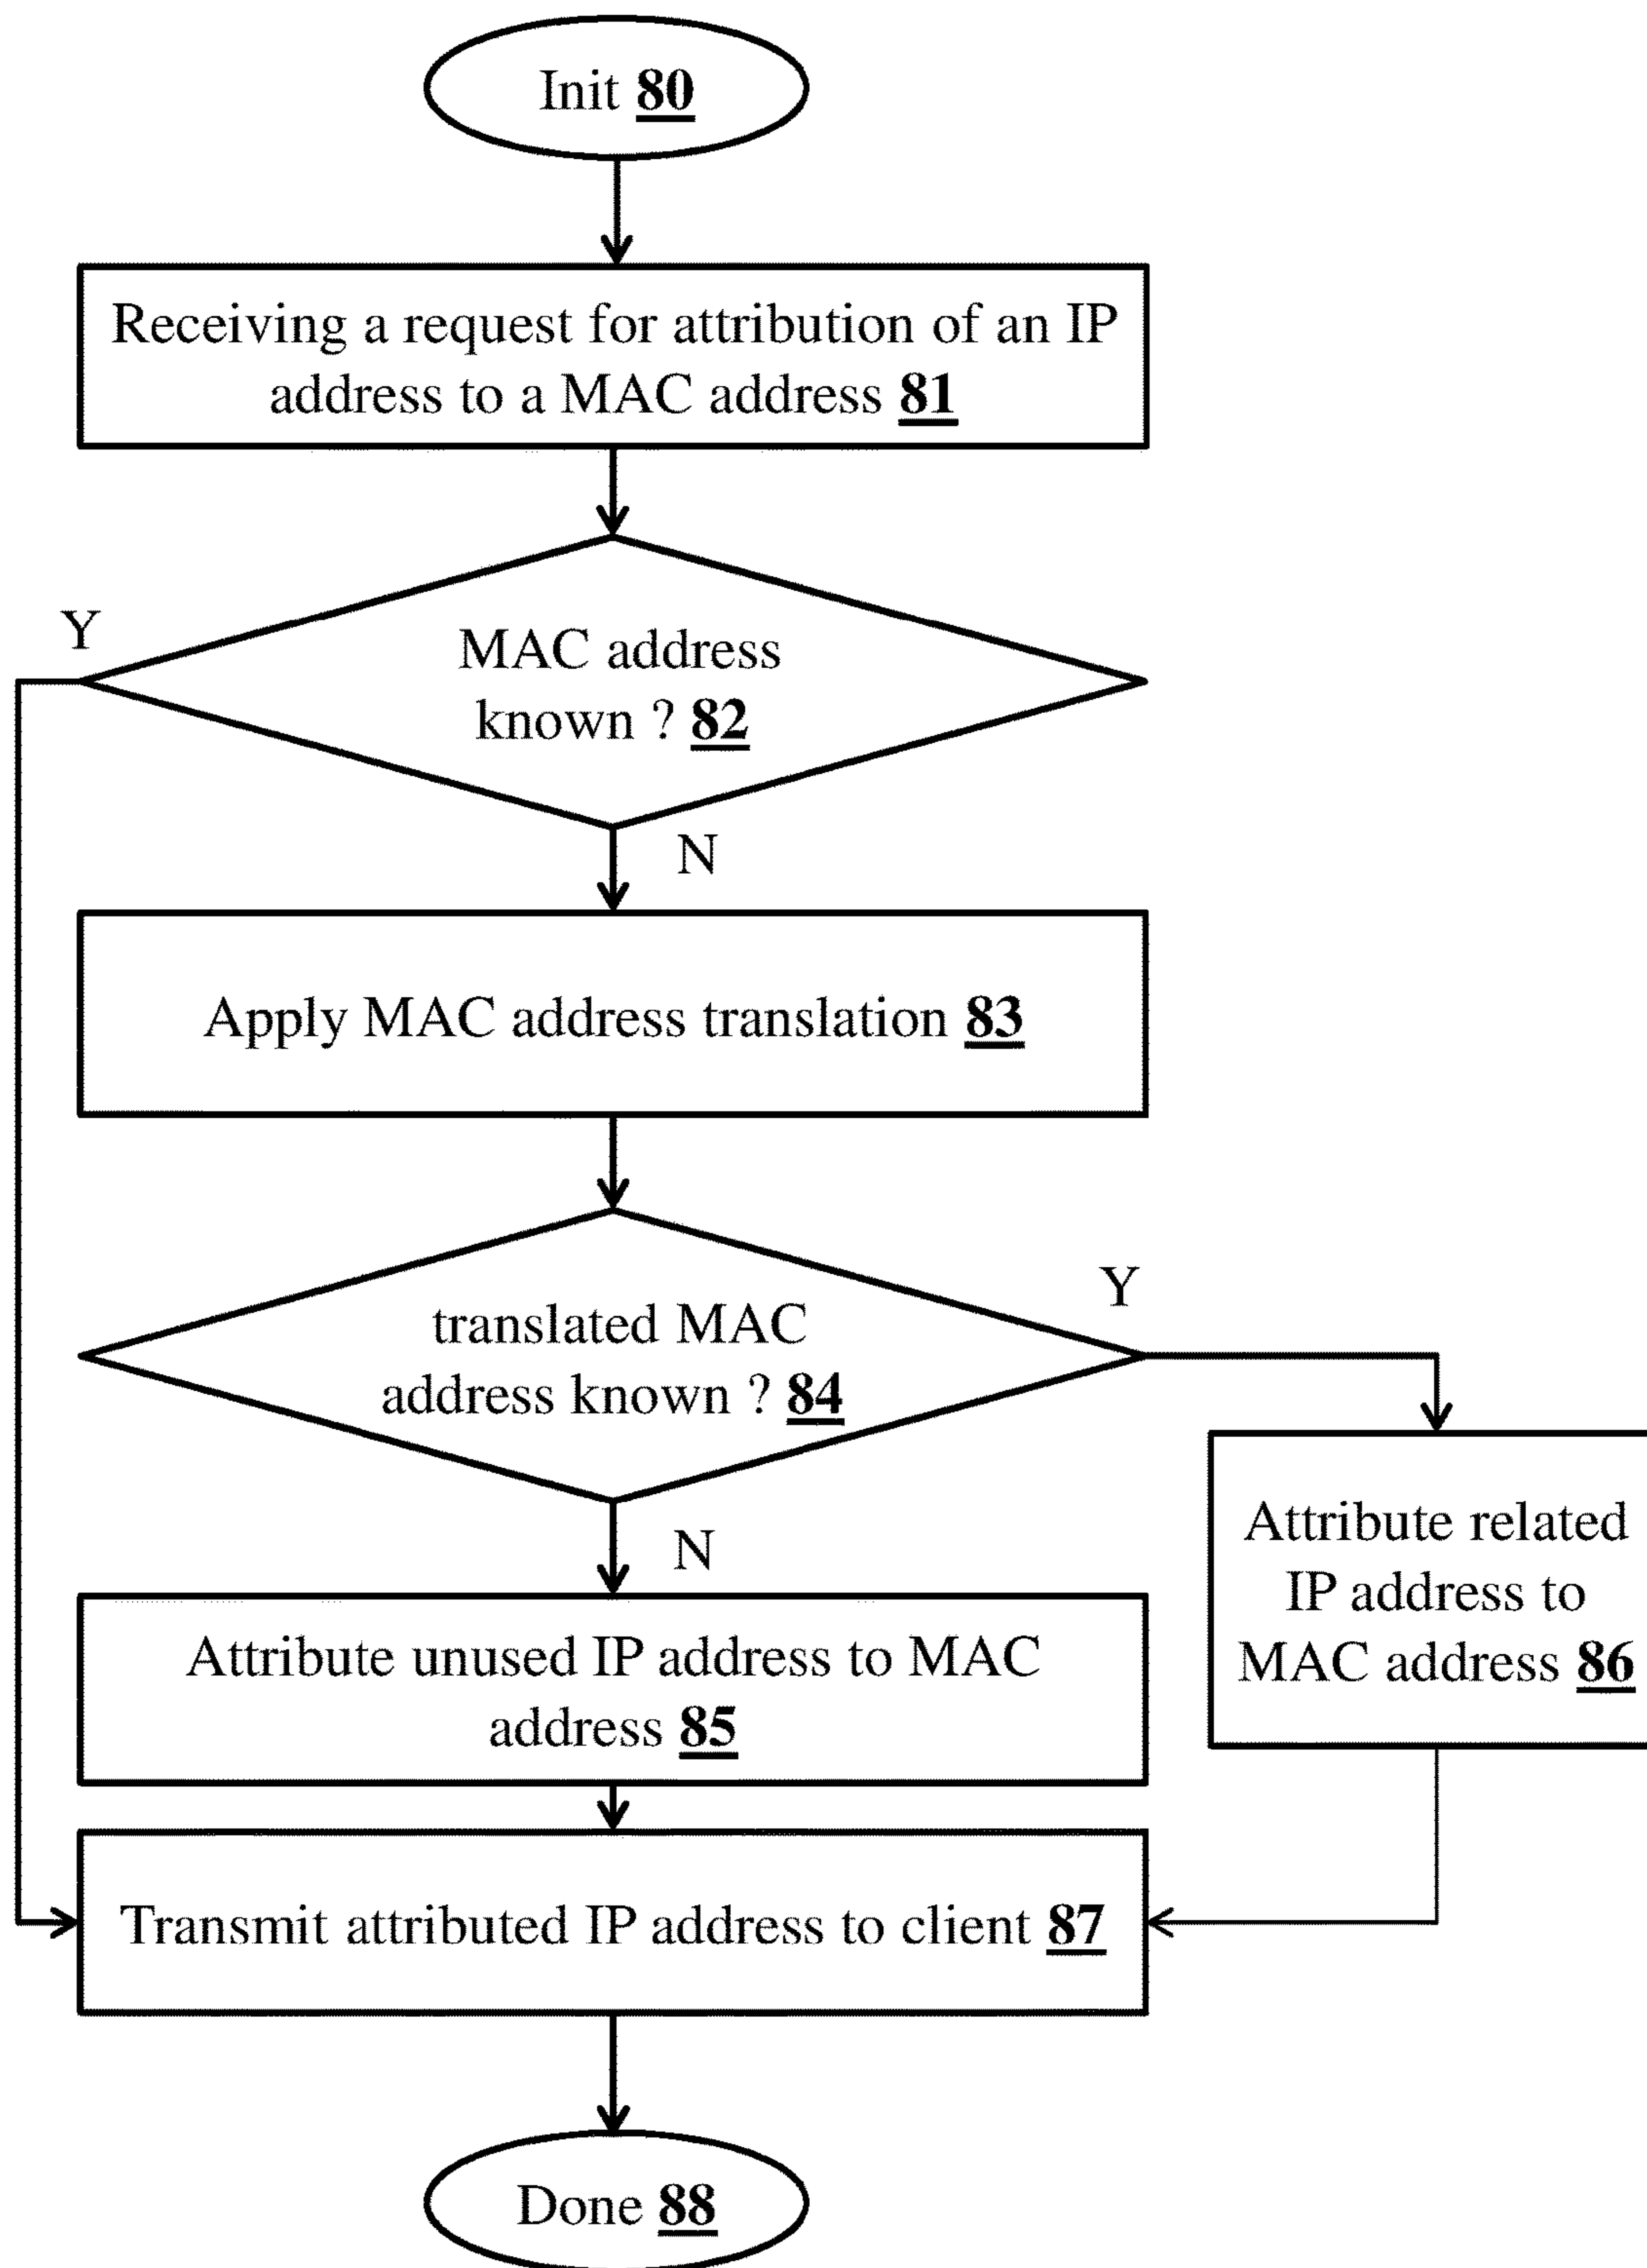 Init 80
Receiving a request for attribution of an IP
address to a MAC address 81
Y
MAC address
known ? 82
N
Apply MAC address translation 83
Y
translated MAC
address known ? 84
N
Attribute related
IP address to
MAC address 86
Attribute unused IP address to MAC
address 85
Transmit attributed IP address to client 87
Done 88